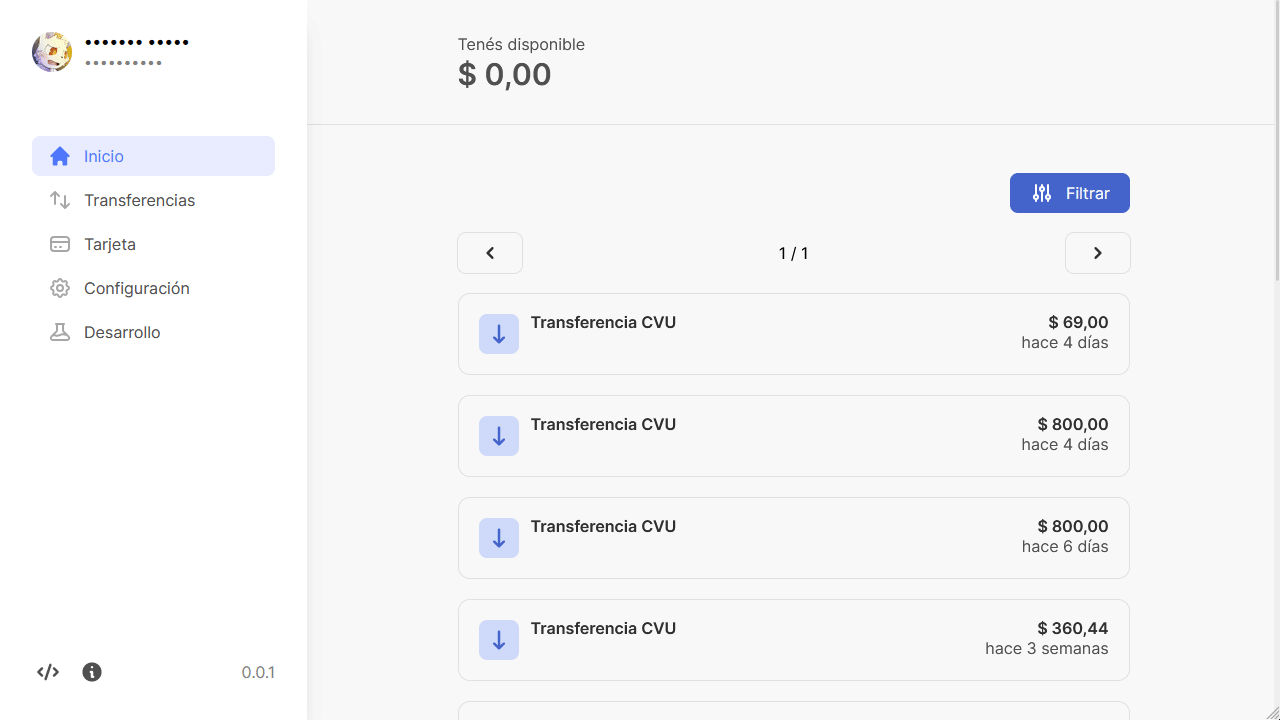 ••••••• •••••
••••••••••
Inicio
Transferencias
Tarjeta
Configuración
Desarrollo
0.0.1
Tenés disponible
$ 0,00
Filtrar
1 / 1
Transferencia CVU
$ 69,00
hace 4 días
Transferencia CVU
$ 800,00
hace 4 días
Transferencia CVU
$ 800,00
hace 6 días
Transferencia CVU
$ 360,44
hace 3 semanas